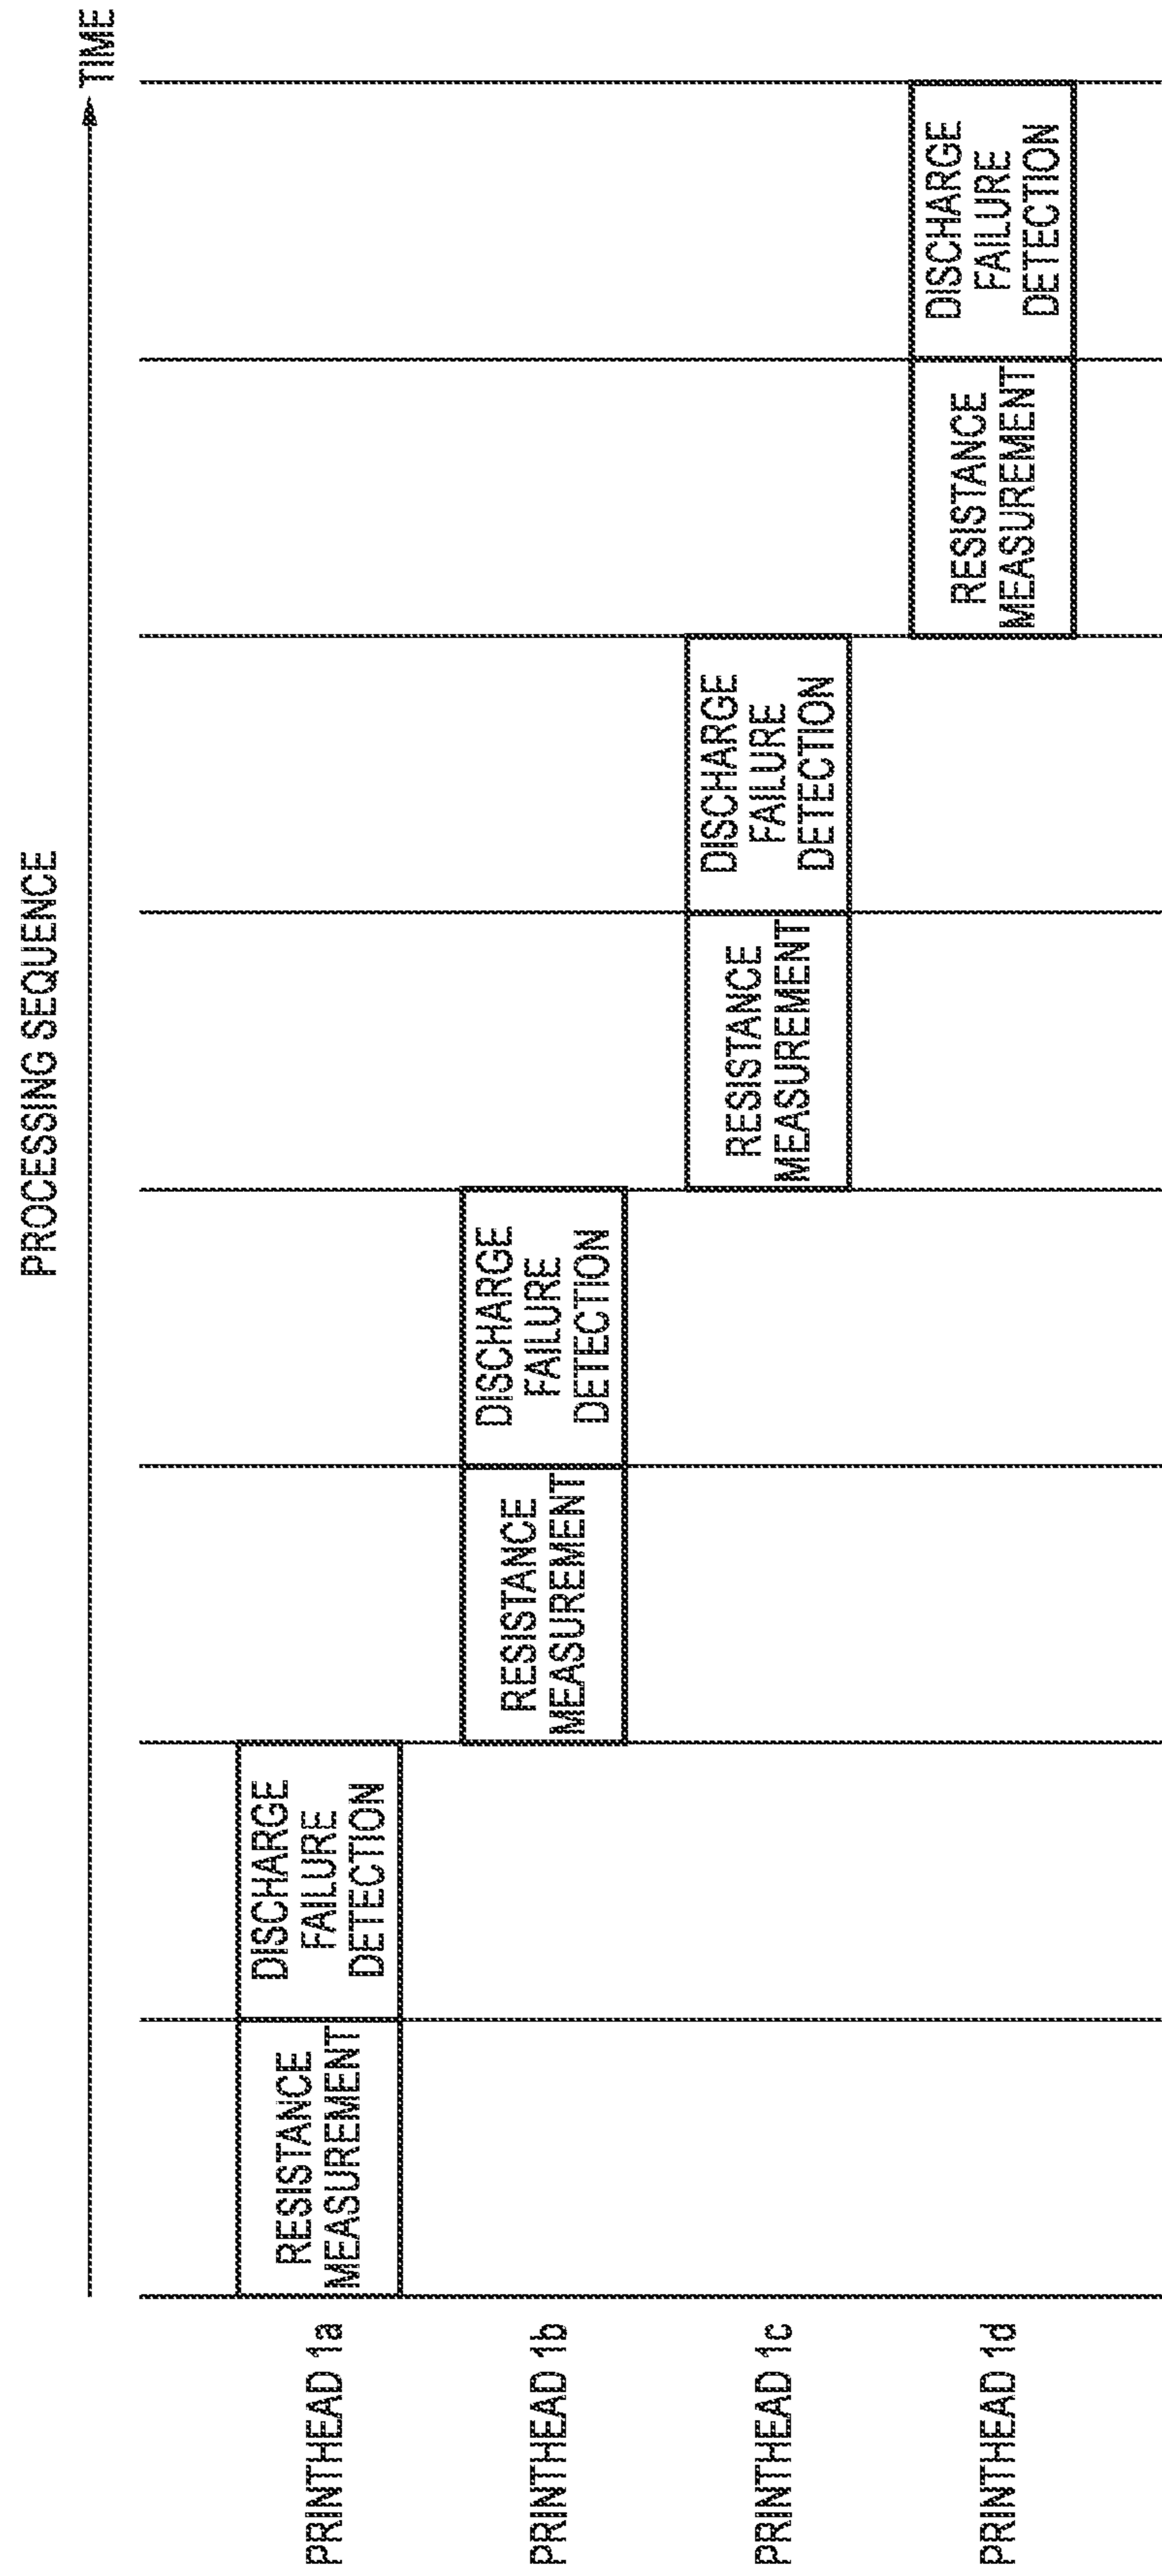 PROCESSING SEQUENCE
TIME
PRINTHEAD 1a
RESISTANCE
MEASUREMENT
DISCHARGE
FAILURE
DETECTION
PRINTHEAD 1b
RESISTANCE
MEASUREMENT
DISCHARGE
FAILURE
DETECTION
PRINTHEAD 1c
RESISTANCE
MEASUREMENT
DISCHARGE
FAILURE
DETECTION
PRINTHEAD 1d
RESISTANCE
MEASUREMENT
DISCHARGE
FAILURE
DETECTION